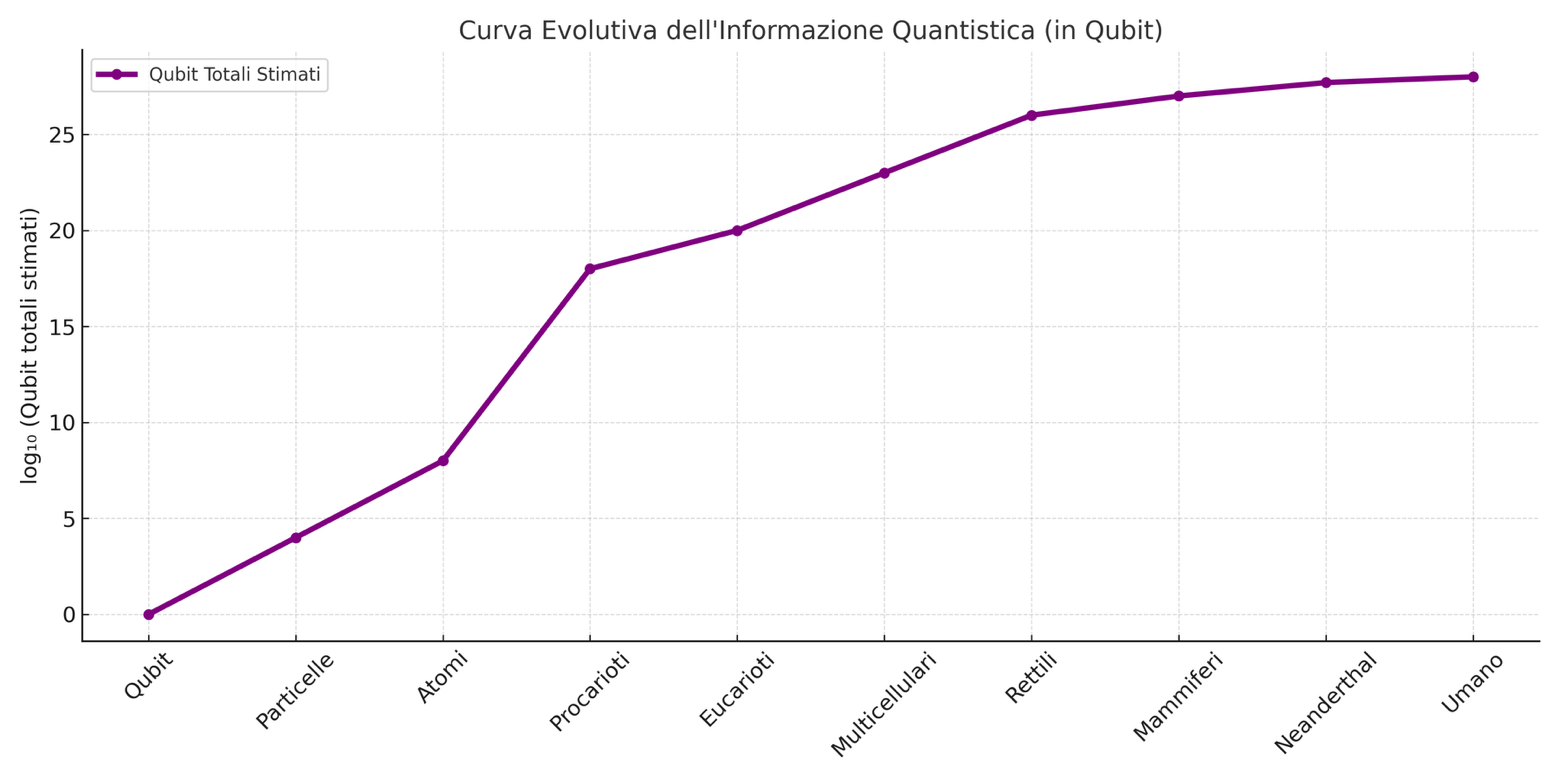 Curva Evolutiva dell'Informazione Quantistica (in Qubit)
Qubit Totali Stimati
log₁₀ (Qubit totali stimati)
25
20
15
10
5
0
Qubit
Particelle
Atomi
Procarioti
Eucarioti
Multicellulari
Rettili
Mammiferi
Neanderthal
Umano